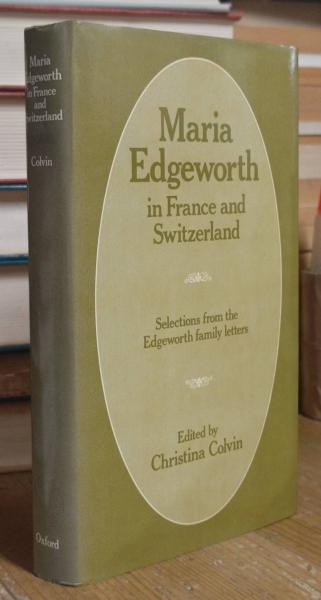 Maria
Edgeworth
in France
and
Switzerland
Colvin
Oxford
Maria
Edgeworth
in France and
Switzerland
Selections from the
Edgeworth family letters
Edited by
Christina Colvin